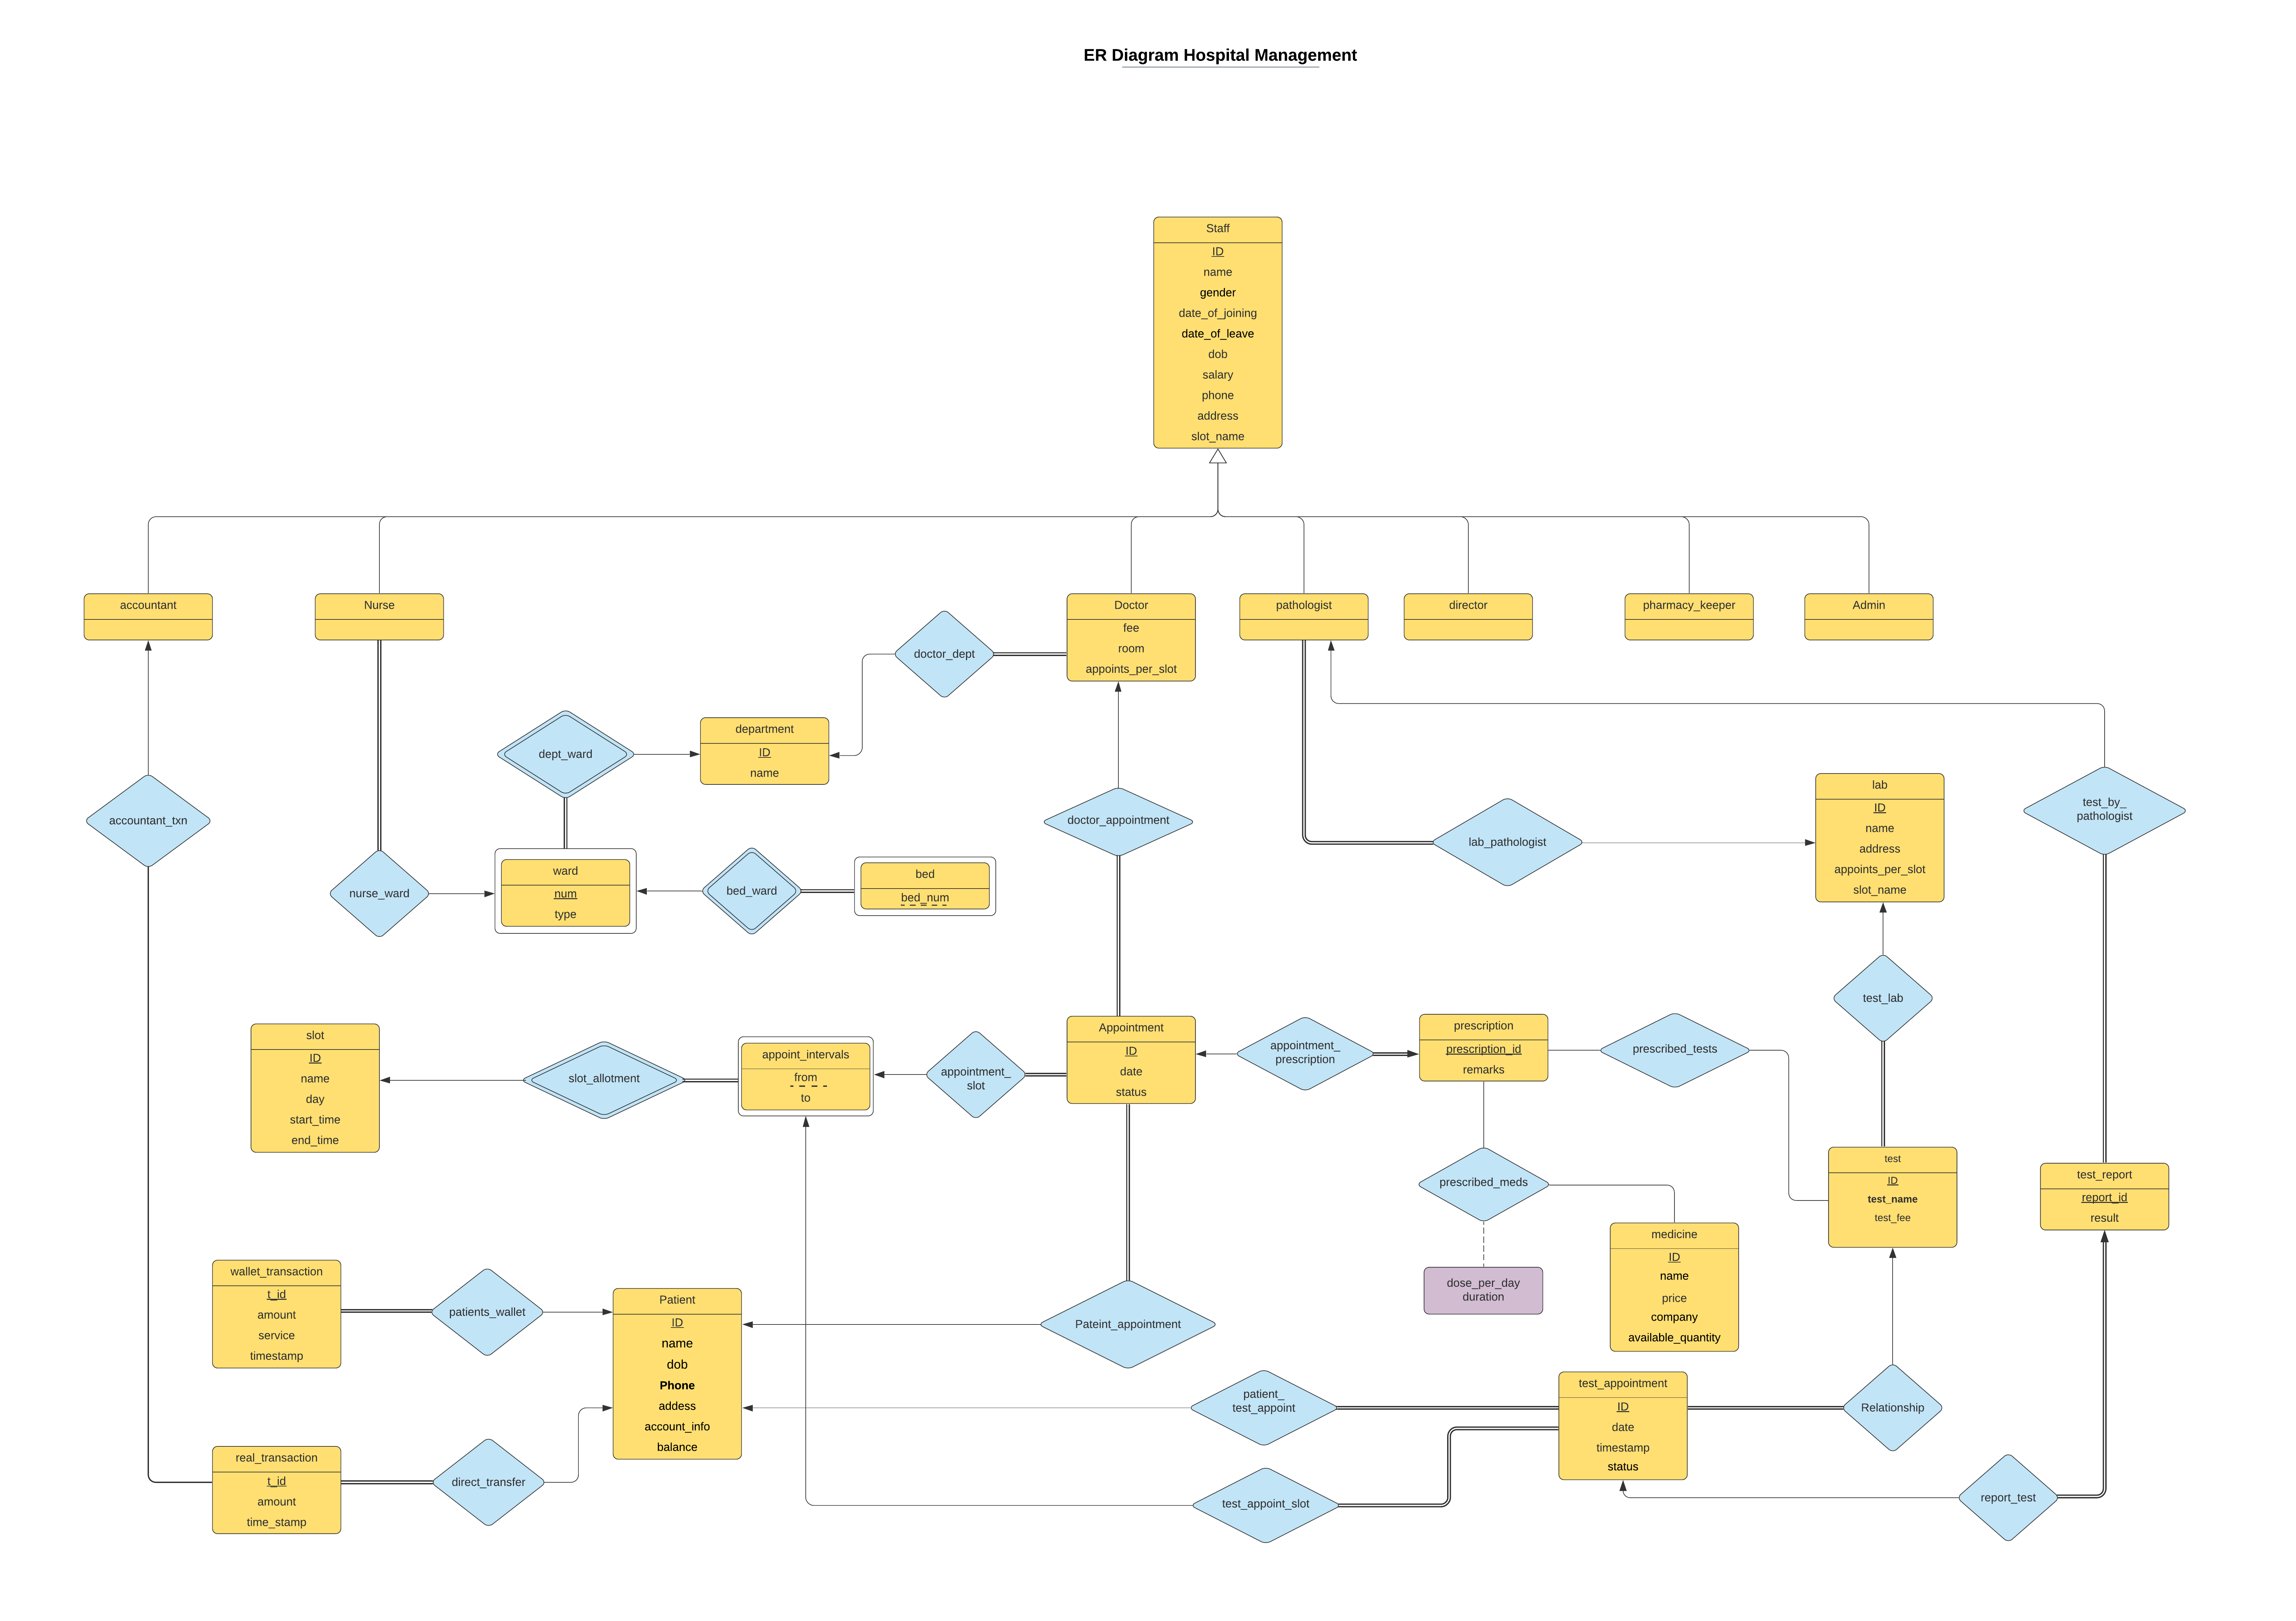 ER Diagram Hospital Management
Staff
ID
name
gender
date_of_joining
date_of_leave
dob
salary
phone
address
slot_name
accountant
Nurse
Doctor
fee
room
appoints_per_slot
pathologist
director
pharmacy_keeper
Admin
doctor_dept
dept_ward
department
ID
name
accountant_txn
doctor_appointment
lab_pathologist
lab
ID
name
address
appoints_per_slot
slot_name
test_by_
pathologist
nurse_ward
ward
num
type
bed_ward
bed
bed_num
test_lab
slot
ID
name
day
start_time
end_time
slot_allotment
appoint_intervals
from
to
appointment_
slot
Appointment
ID
date
status
appointment_
prescription
prescription
prescription_id
remarks
prescribed_tests
prescribed_meds
test
ID
test_name
test_fee
test_report
report_id
result
dose_per_day
duration
medicine
ID
name
price
company
available_quantity
wallet_transaction
t_id
amount
service
timestamp
patients_wallet
Patient
ID
name
dob
Phone
addess
account_info
balance
Pateint_appointment
patient_
test_appoint
test_appointment
ID
date
timestamp
status
Relationship
real_transaction
t_id
amount
time_stamp
direct_transfer
test_appoint_slot
report_test